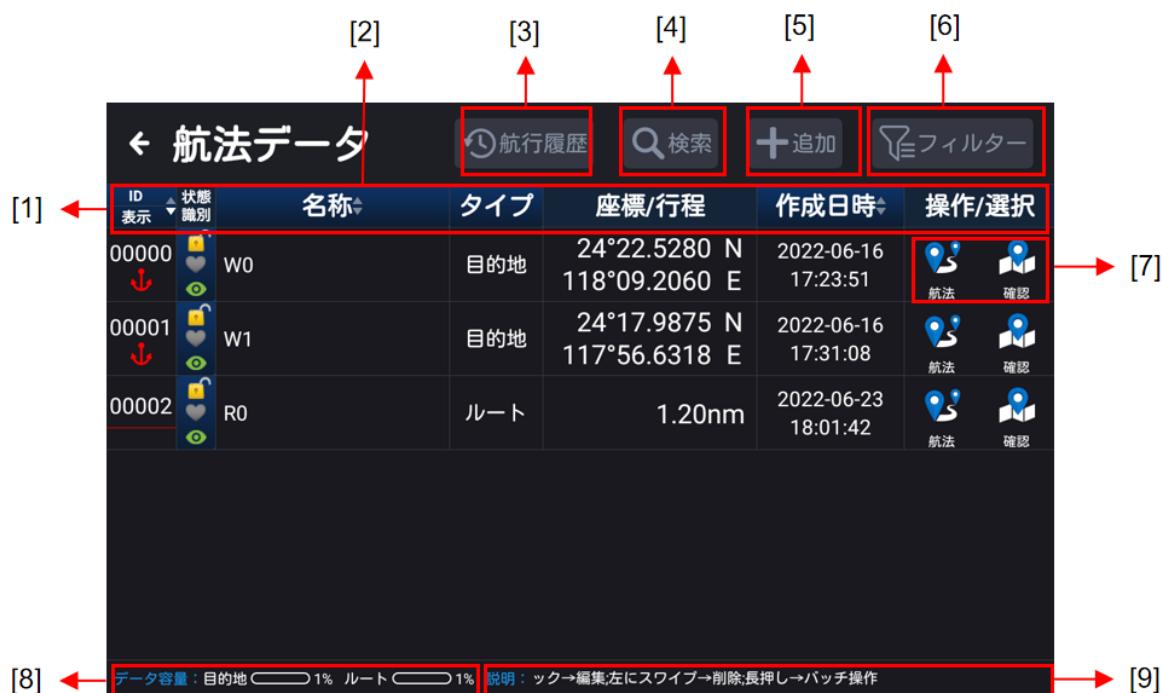 [2] [3] [4] [5] [6]
航法データ 航行履歴 検索 追加 フィルター
[1]
ID 表示 状態識別 名称 タイプ 座標/行程 作成日時 操作/選択
00000 W0 目的地 24°22.5280 N 2022-06-16
118°09.2060 E 17:23:51
航法 確認
[7]
00001 W1 目的地 24°17.9875 N 2022-06-16
117°56.6318 E 17:31:08
航法 確認
00002 R0 ルート 1.20nm 2022-06-23
18:01:42
航法 確認
[8] データ容量：目的地 1% ルート 1% 説明：ック→編集;左にスワイプ→削除;長押し→バッチ操作 [9]